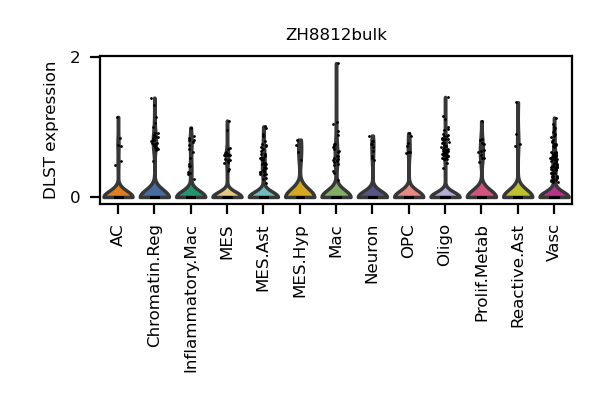 ZH8812bulk
DLST expression
2
0
AC
Chromatin.Reg
Inflammatory.Mac
MES
MES.Ast
MES.Hyp
Mac
Neuron
OPC
Oligo
Prolif.Metab
Reactive.Ast
Vasc